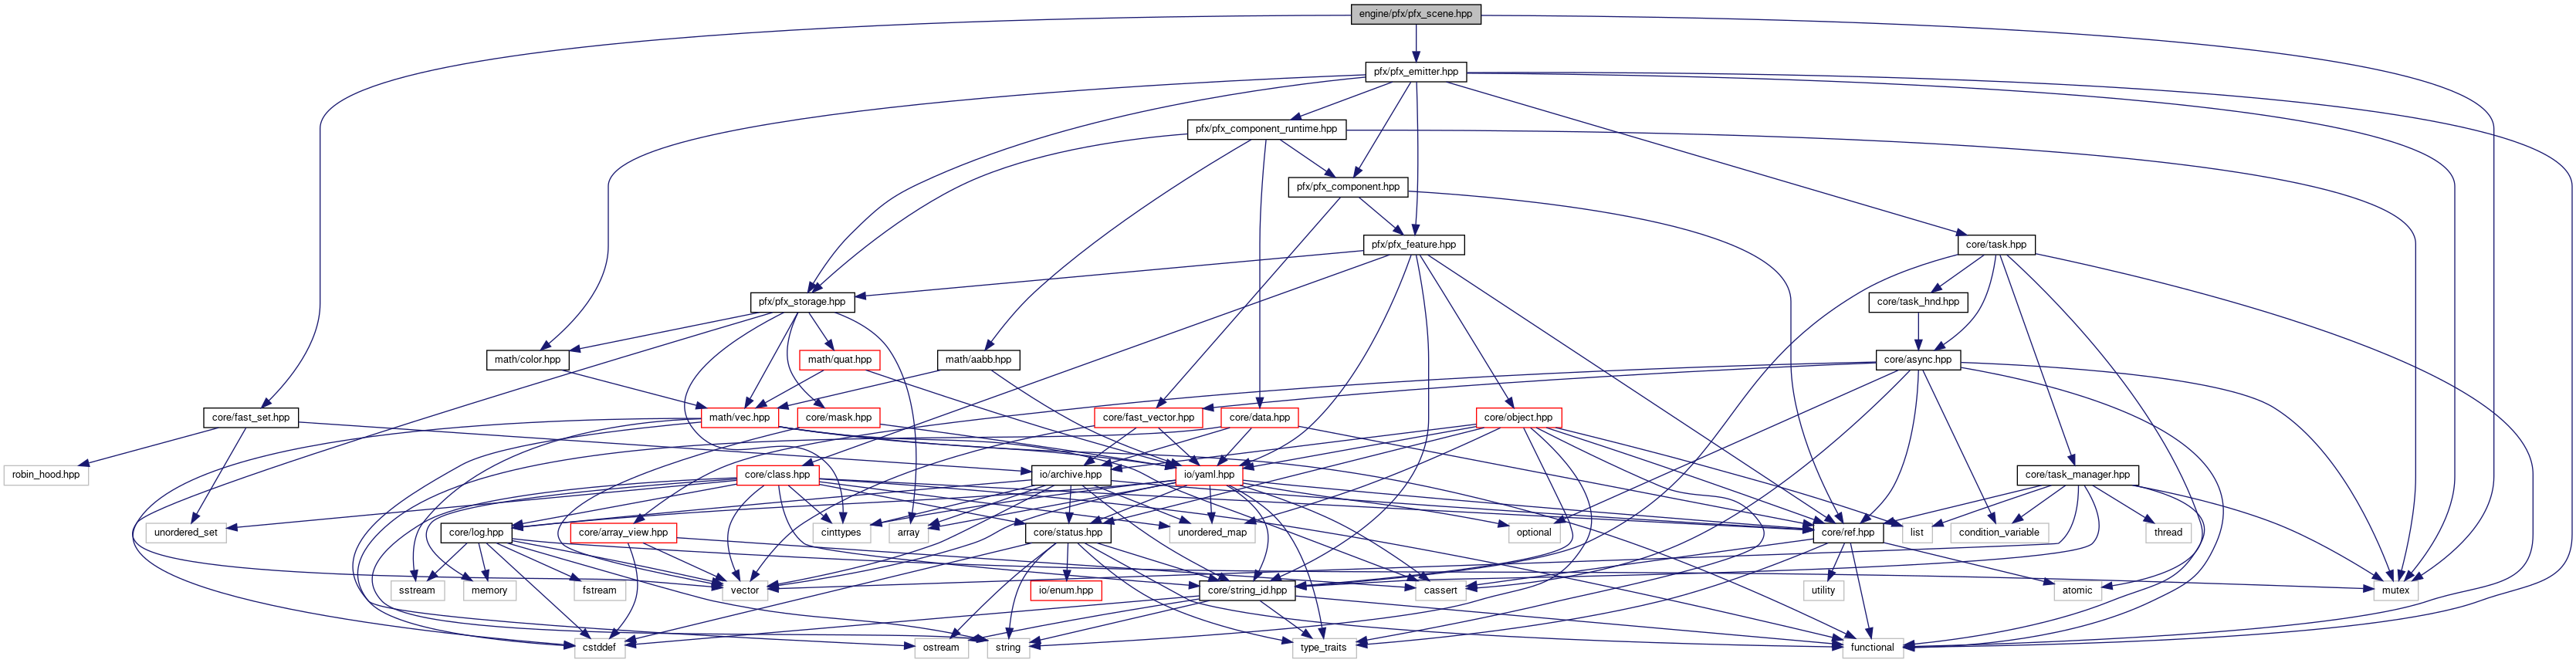 engine/pfx/pfx_scene.hpp
pfx/pfx_emitter.hpp
pfx/pfx_component_runtime.hpp
pfx/pfx_component.hpp
pfx/pfx_feature.hpp
core/task.hpp
pfx/pfx_storage.hpp
core/task_hnd.hpp
math/color.hpp
math/quat.hpp
math/aabb.hpp
core/async.hpp
core/fast_set.hpp
math/vec.hpp
core/mask.hpp
core/fast_vector.hpp
core/data.hpp
core/object.hpp
robin_hood.hpp
core/class.hpp
io/archive.hpp
io/yaml.hpp
core/task_manager.hpp
unordered_set
core/log.hpp
core/array_view.hpp
cinttypes
array
core/status.hpp
unordered_map
optional
core/ref.hpp
list
condition_variable
thread
sstream
memory
fstream
vector
io/enum.hpp
core/string_id.hpp
cassert
utility
atomic
mutex
cstddef
ostream
string
type_traits
functional